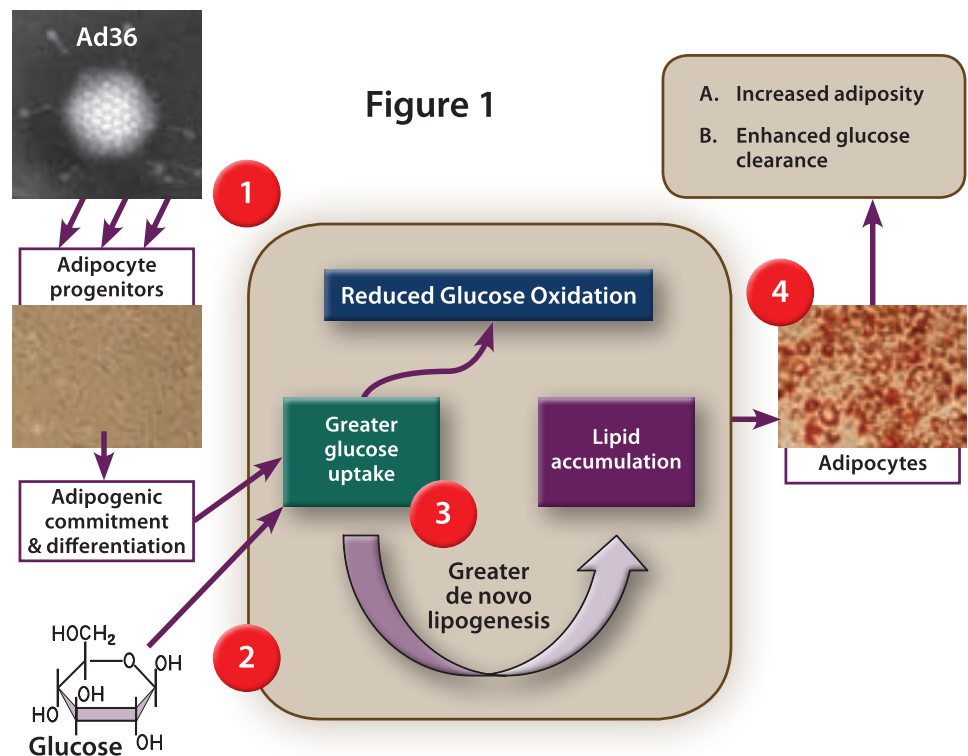 Ad36
Figure 1
A. Increased adiposity
B. Enhanced glucose
clearance
1
Adipocyte
progenitors
Reduced Glucose Oxidation
4
Greater
glucose
uptake
Lipid
accumulation
Adipocytes
Adipogenic
commitment
& differentiation
3
Greater
de novo
lipogenesis
2
HOCH2
O
OH
OH
HO
OH
Glucose